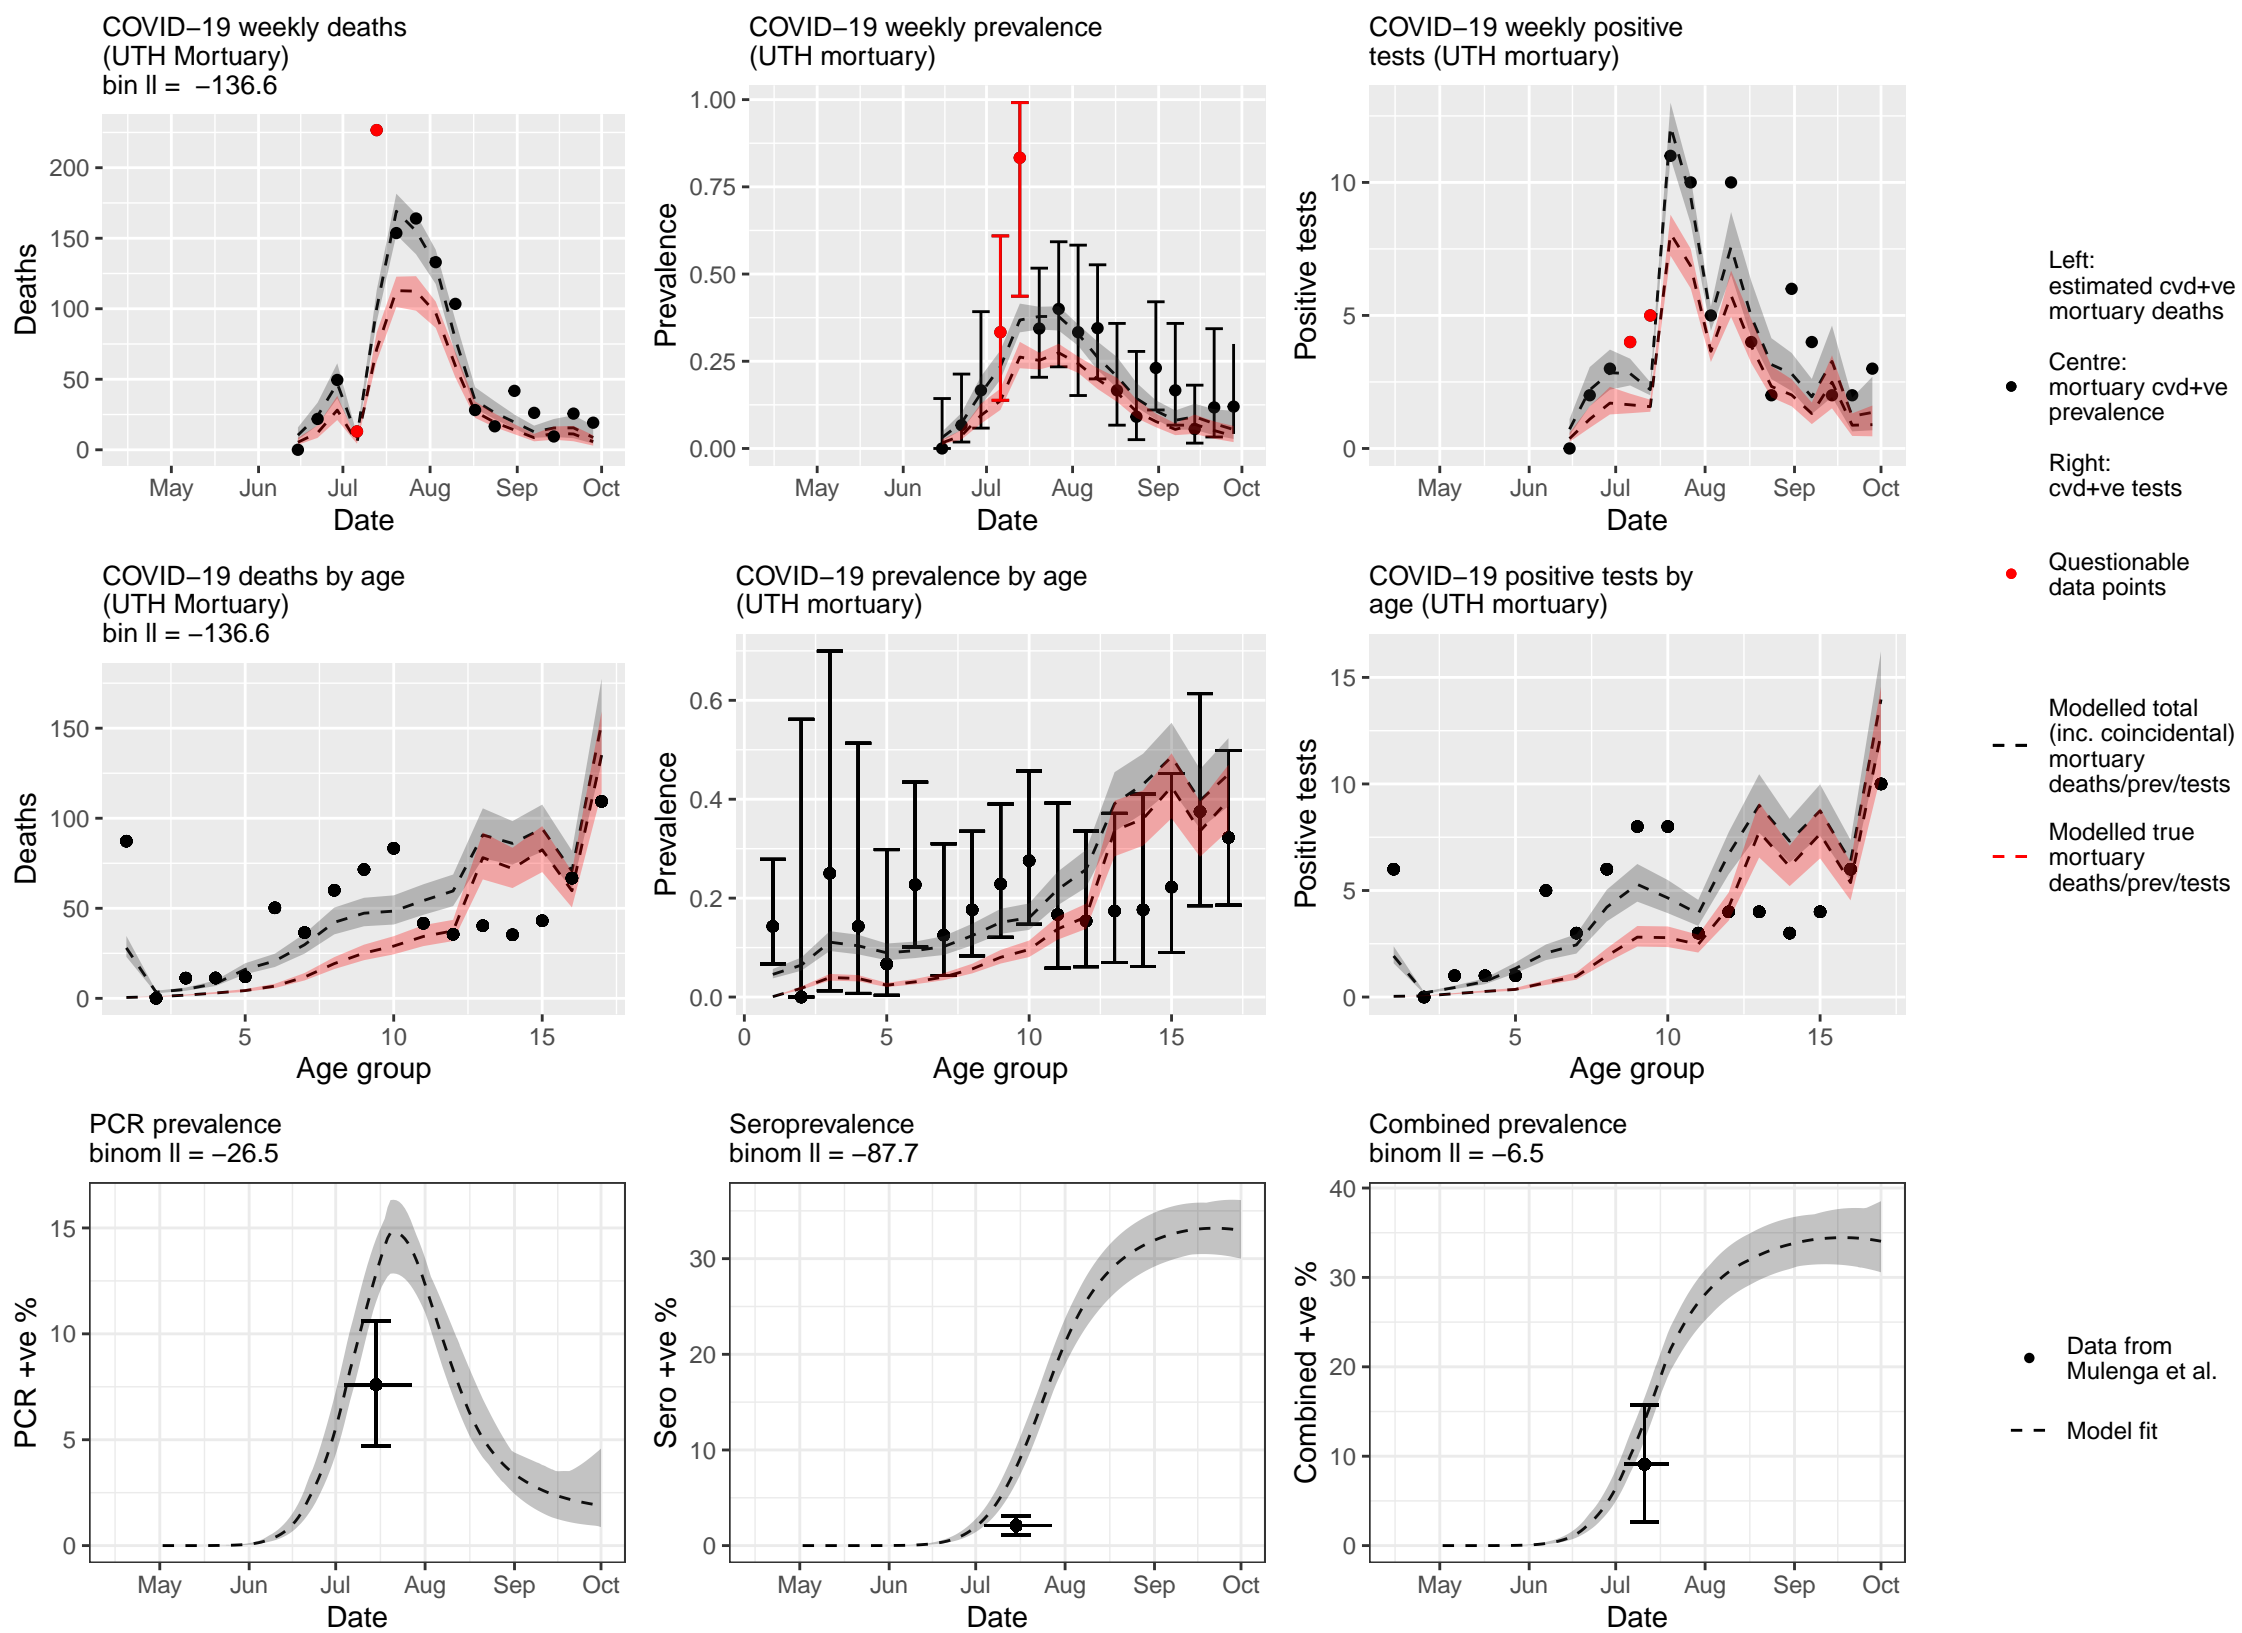 COVID−19 weekly deaths
(UTH Mortuary)
bin ll =  −136.6
Deaths
200
150
100
50
0
May Jun Jul Aug Sep Oct
Date
COVID−19 weekly prevalence
(UTH mortuary)
Prevalence
1.00
0.75
0.50
0.25
0.00
May Jun Jul Aug Sep Oct
Date
COVID−19 weekly positive
tests (UTH mortuary)
Positive tests
10
5
0
May Jun Jul Aug Sep Oct
Date
Left:
estimated cvd+ve
mortuary deaths
Centre:
mortuary cvd+ve
prevalence
Right:
cvd+ve tests
Questionable
data points
Modelled total
(inc. coincidental)
mortuary
deaths/prev/tests
Modelled true
mortuary
deaths/prev/tests
COVID−19 deaths by age
(UTH Mortuary)
bin ll = −136.6
Deaths
150
100
50
0
5 10 15
Age group
COVID−19 prevalence by age
(UTH mortuary)
Prevalence
0.6
0.4
0.2
0.0
0 5 10 15
Age group
COVID−19 positive tests by
age (UTH mortuary)
Positive tests
15
10
5
0
5 10 15
Age group
PCR prevalence
binom ll = −26.5
PCR +ve %
15
10
5
0
May Jun Jul Aug Sep Oct
Date
Seroprevalence
binom ll = −87.7
Sero +ve %
30
20
10
0
May Jun Jul Aug Sep Oct
Date
Combined prevalence
binom ll = −6.5
Combined +ve %
40
30
20
10
0
May Jun Jul Aug Sep Oct
Date
Data from
Mulenga et al.
Model fit